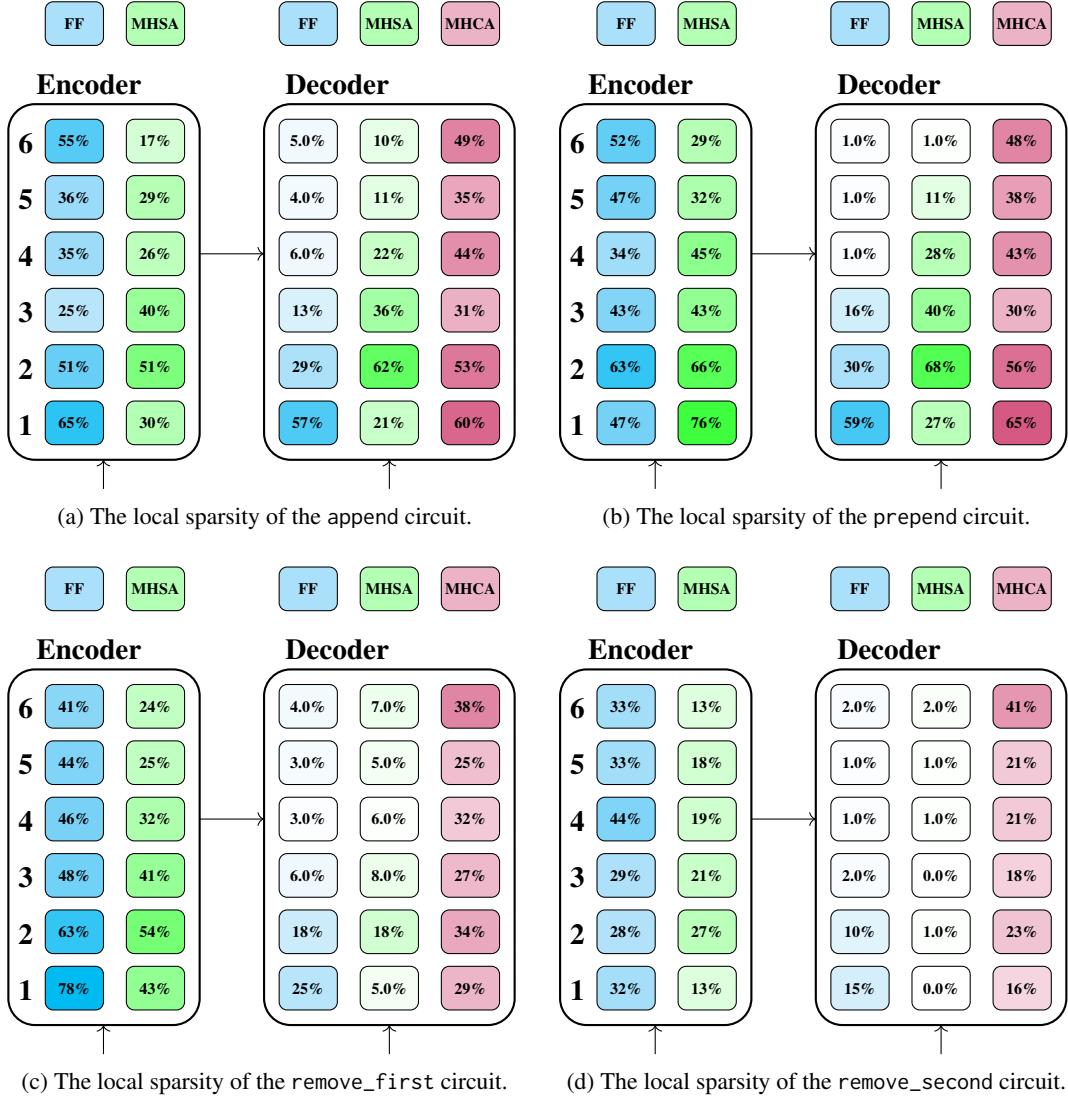 FF MHSA FF MHSA MHCA
Encoder Decoder
6 55% 17% 5.0% 10% 49%
5 36% 29% 4.0% 11% 35%
4 35% 26% 6.0% 22% 44%
3 25% 40% 13% 36% 31%
2 51% 51% 29% 62% 53%
1 65% 30% 57% 21% 60%
(a) The local sparsity of the append circuit.
FF MHSA FF MHSA MHCA
Encoder Decoder
6 52% 29% 1.0% 1.0% 48%
5 47% 32% 1.0% 11% 38%
4 34% 45% 1.0% 28% 43%
3 43% 43% 16% 40% 30%
2 63% 66% 30% 68% 56%
1 47% 76% 59% 27% 65%
(b) The local sparsity of the prepend circuit.
FF MHSA FF MHSA MHCA
Encoder Decoder
6 41% 24% 4.0% 7.0% 38%
5 44% 25% 3.0% 5.0% 25%
4 46% 32% 3.0% 6.0% 32%
3 48% 41% 6.0% 8.0% 27%
2 63% 54% 18% 18% 34%
1 78% 43% 25% 5.0% 29%
(c) The local sparsity of the remove_first circuit.
FF MHSA FF MHSA MHCA
Encoder Decoder
6 33% 13% 2.0% 2.0% 41%
5 33% 18% 1.0% 1.0% 21%
4 44% 19% 1.0% 1.0% 21%
3 29% 21% 2.0% 0.0% 18%
2 28% 27% 10% 1.0% 23%
1 32% 13% 15% 0.0% 16%
(d) The local sparsity of the remove_second circuit.